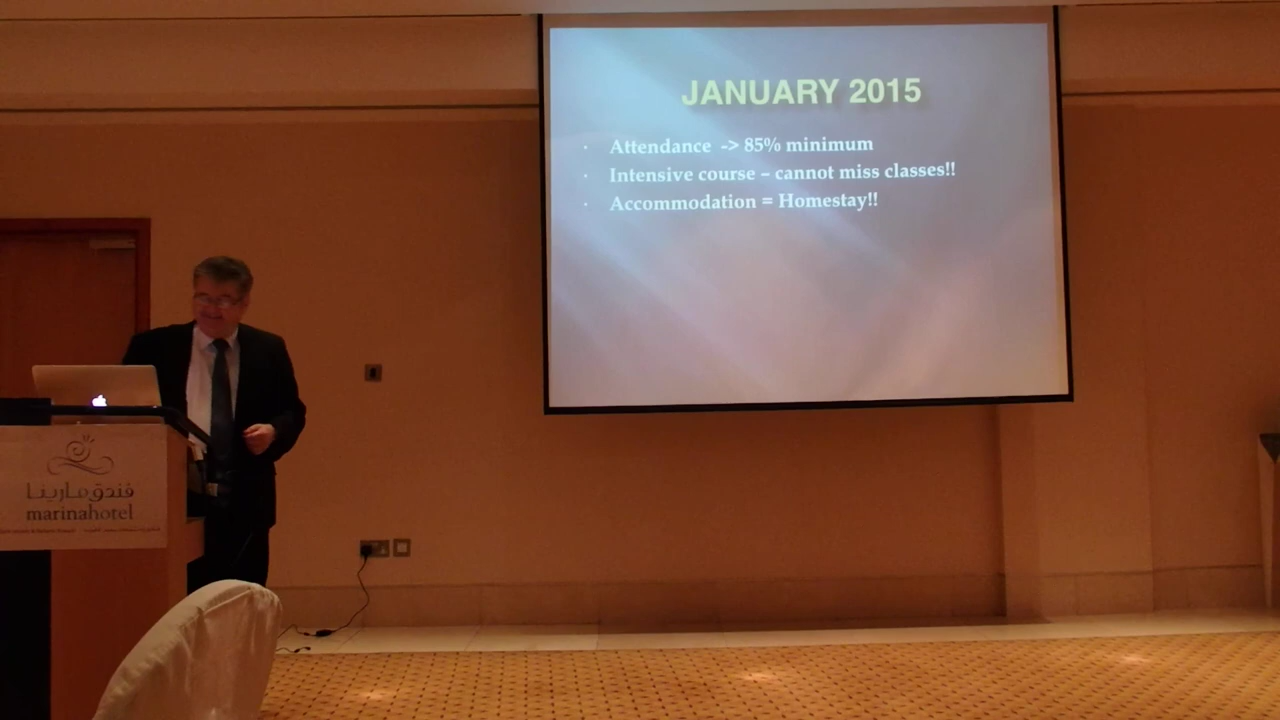 JANUARY 2015
· Attendance -> 85% minimum
· Intensive course – cannot miss classes!!
· Accommodation = Homestay!!
فندق مارينا
marinahotel